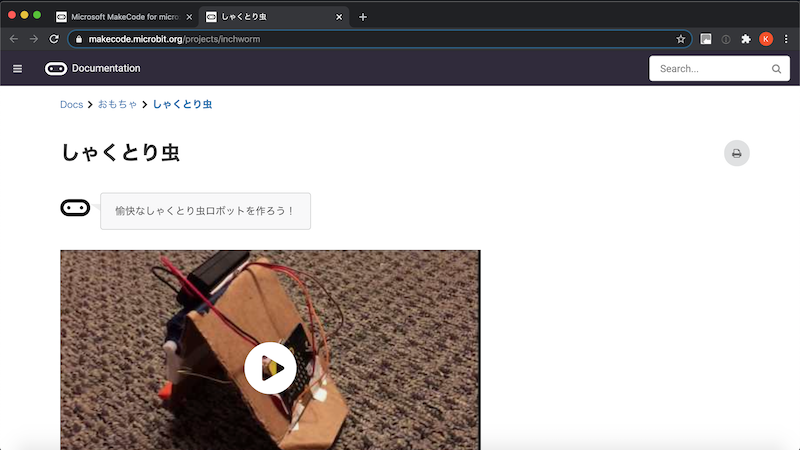 Microsoft MakeCode for micro
しゃくとり虫
makecode.microbit.org/projects/inchworm
K
Documentation
Search...
Docs おもちゃ しゃくとり虫
しゃくとり虫
愉快なしゃくとり虫ロボットを作ろう！